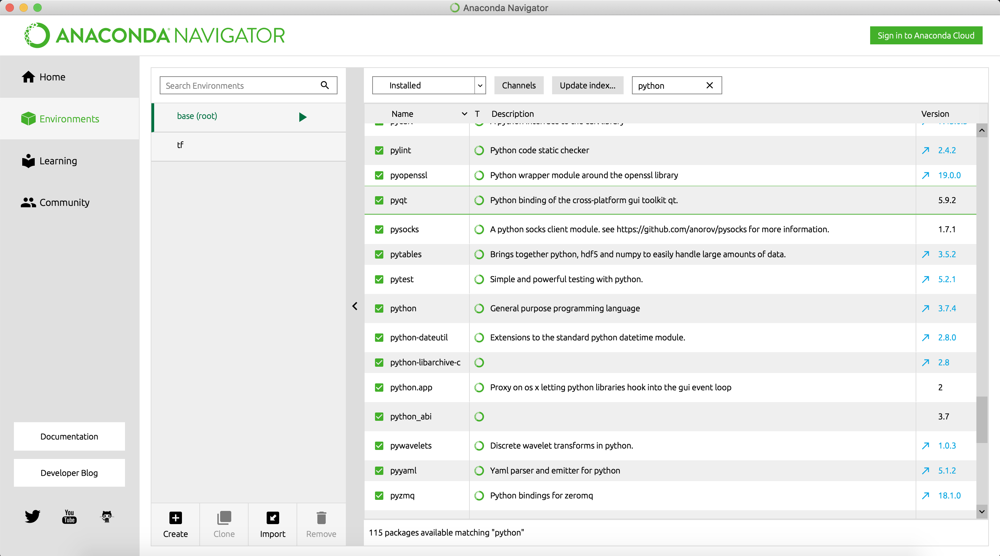 Anaconda Navigator
ANACONDA NAVIGATOR
Sign in to Anaconda Cloud
Home
Environments
Learning
Community
Documentation
Developer Blog
You
Tube
Search Environments
base (root)
tf
Create
Clone
Import
Remove
Installed
Channels
Update index...
python
Name T Description Version
pylint Python code static checker 2.4.2
pyopenssl Python wrapper module around the openssl library 19.0.0
pyqt Python binding of the cross-platform gui toolkit qt. 5.9.2
pysocks A python socks client module. see https://github.com/anorov/pysocks for more information. 1.7.1
pytables Brings together python, hdf5 and numpy to easily handle large amounts of data. 3.5.2
pytest Simple and powerful testing with python. 5.2.1
python General purpose programming language 3.7.4
python-dateutil Extensions to the standard python datetime module. 2.8.0
python-libarchive-c 2.8
python.app Proxy on os x letting python libraries hook into the gui event loop 2
python_abi 3.7
pywavelets Discrete wavelet transforms in python. 1.0.3
pyyaml Yaml parser and emitter for python 5.1.2
pyzmq Python bindings for zeromq 18.1.0
115 packages available matching "python"